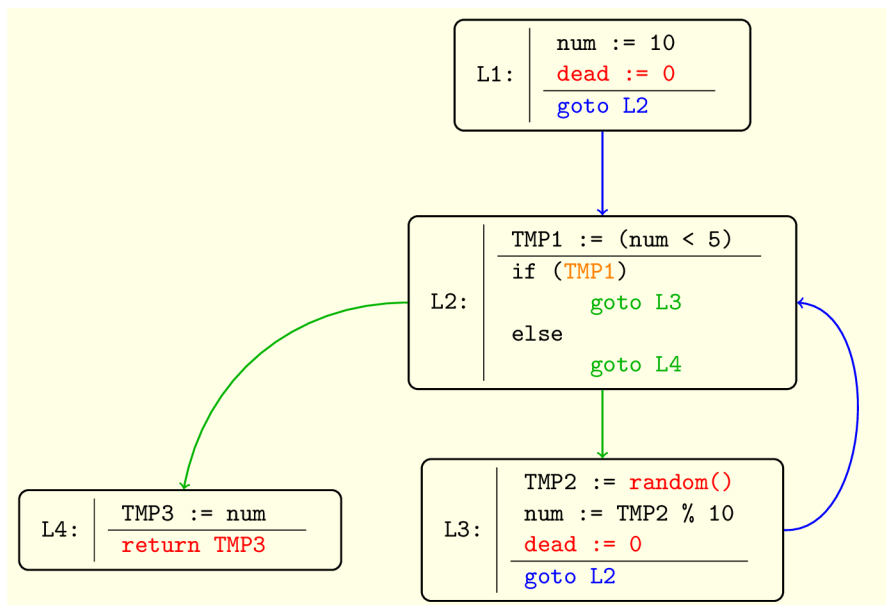 num := 10
L1:
dead := 0
goto L2
TMP1 := (num < 5)
if (TMP1)
L2:
goto L3
else
goto L4
TMP3 := num
L4:
return TMP3
TMP2 := random()
num := TMP2 % 10
L3:
dead := 0
goto L2